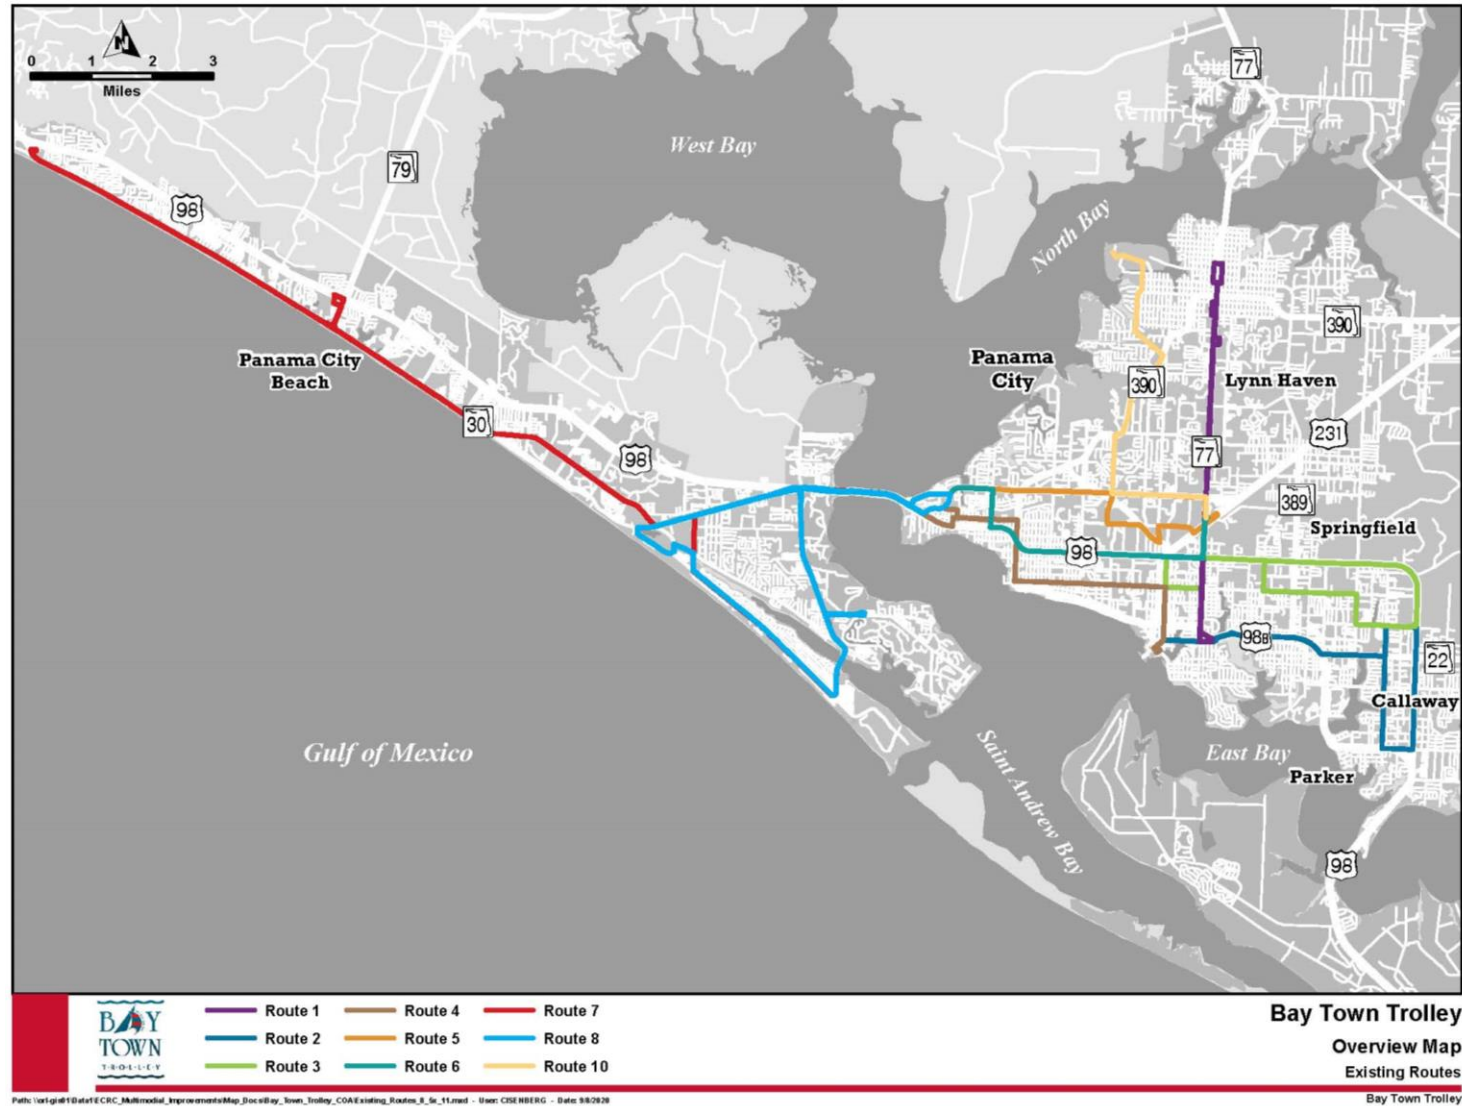 N
0 1 2 3
Miles
77
West Bay
79
98
North Bay
390
Panama City
Beach
Panama
City
390
Lynn Haven
30
231
98
77
389
Springfield
98
98B
22
Callaway
Gulf of Mexico
East Bay
Saint Andrew Bay
Parker
98
BAY
TOWN
T·R·O·L·L·E·Y
Route 1
Route 2
Route 3
Route 4
Route 5
Route 6
Route 7
Route 8
Route 10
Bay Town Trolley
Overview Map
Existing Routes
Bay Town Trolley